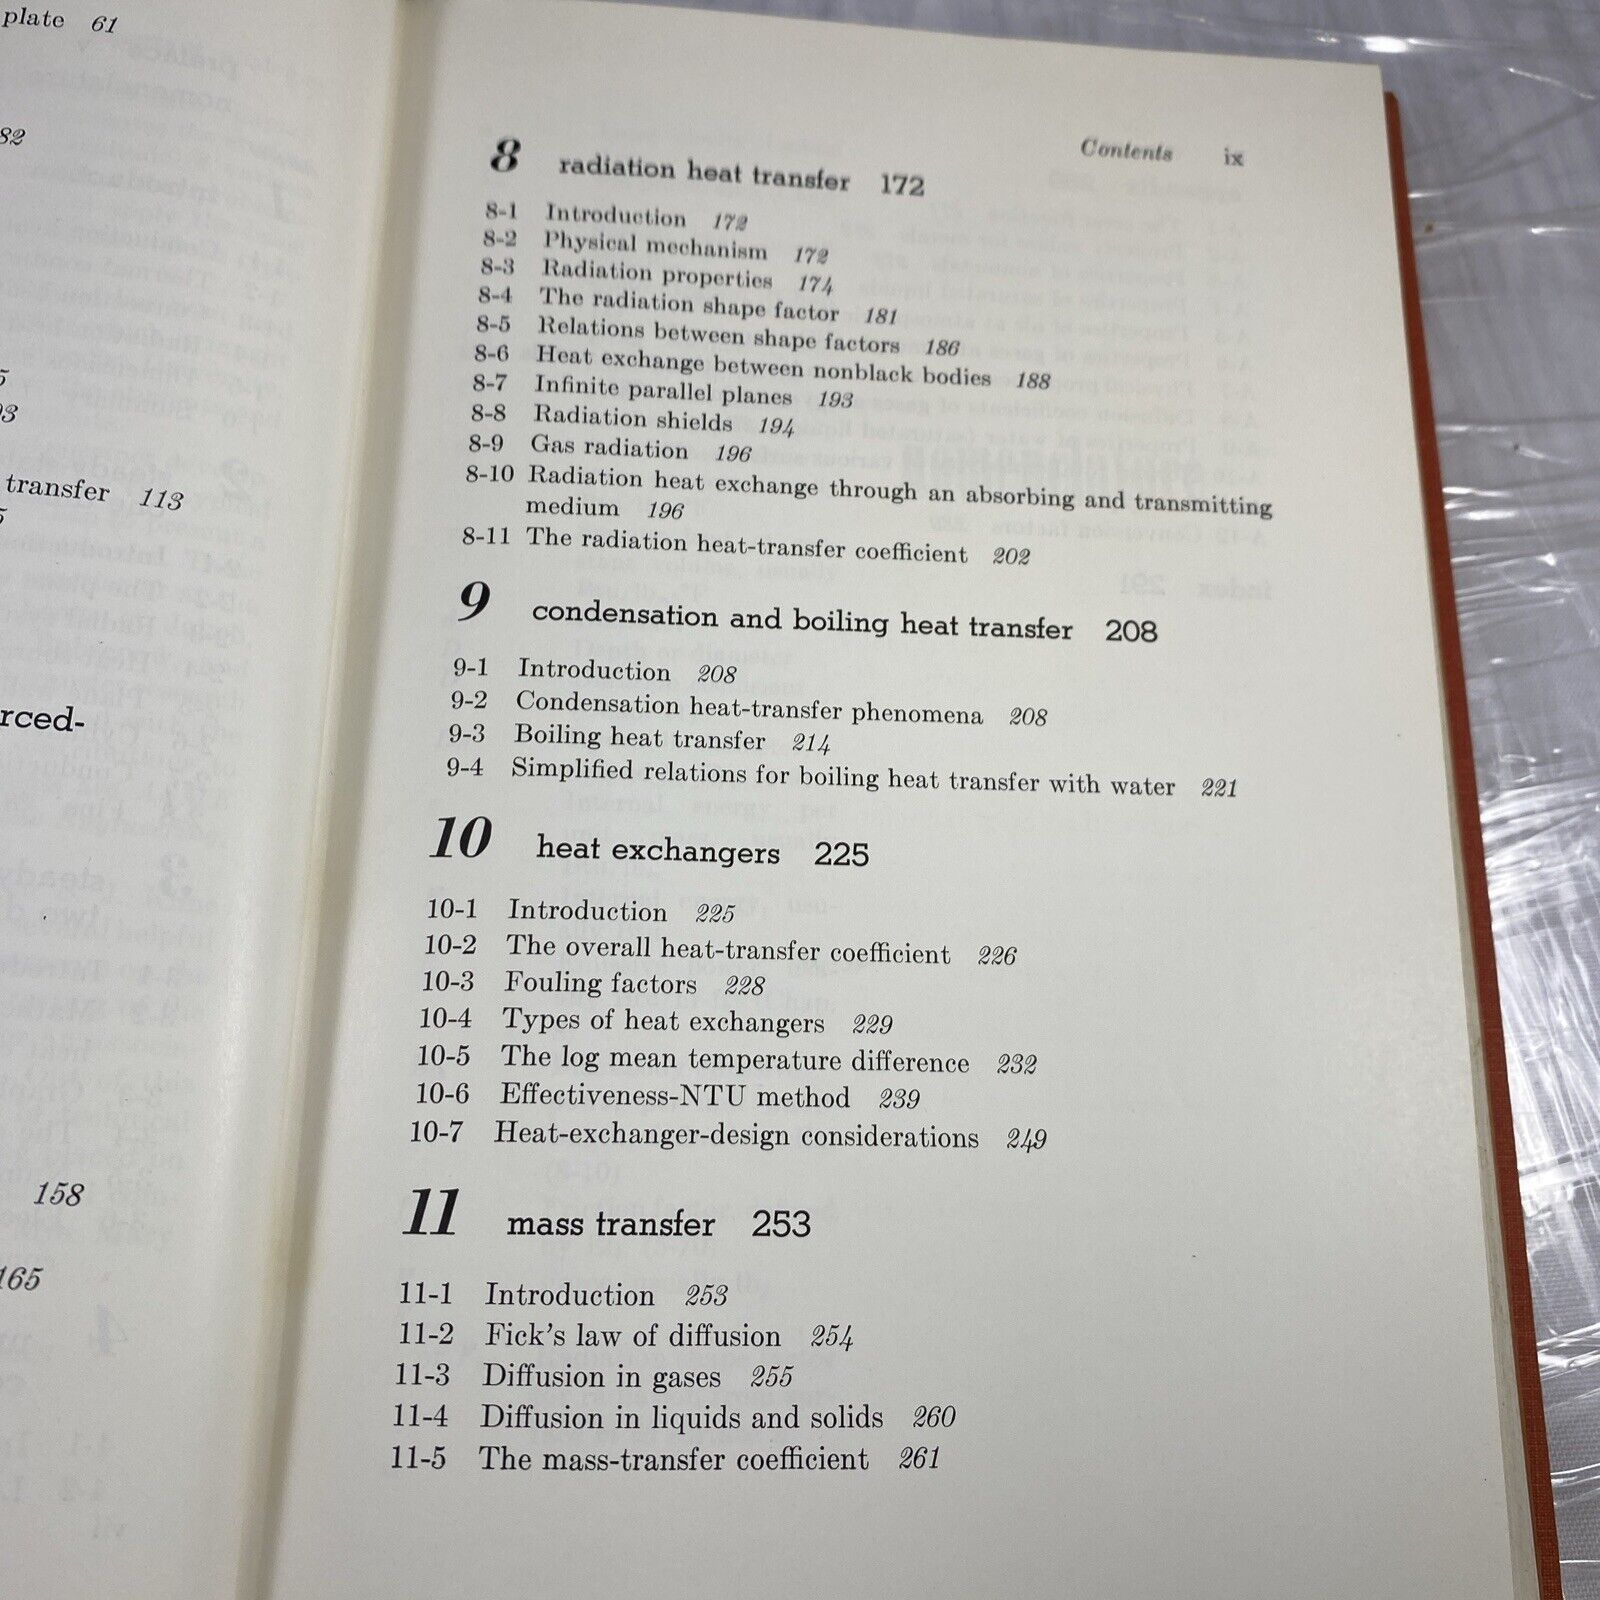 plate 61
82
93
transfer 113
rced-
158
165
Contents ix
8 radiation heat transfer 172
8-1 Introduction 172
8-2 Physical mechanism 172
8-3 Radiation properties 174
8-4 The radiation shape factor 181
8-5 Relations between shape factors 186
8-6 Heat exchange between nonblack bodies 188
8-7 Infinite parallel planes 193
8-8 Radiation shields 194
8-9 Gas radiation 196
8-10 Radiation heat exchange through an absorbing and transmitting
medium 196
8-11 The radiation heat-transfer coefficient 202
9 condensation and boiling heat transfer 208
9-1 Introduction 208
9-2 Condensation heat-transfer phenomena 208
9-3 Boiling heat transfer 214
9-4 Simplified relations for boiling heat transfer with water 221
10 heat exchangers 225
10-1 Introduction 225
10-2 The overall heat-transfer coefficient 226
10-3 Fouling factors 228
10-4 Types of heat exchangers 229
10-5 The log mean temperature difference 232
10-6 Effectiveness-NTU method 239
10-7 Heat-exchanger-design considerations 249
11 mass transfer 253
11-1 Introduction 253
11-2 Fick's law of diffusion 254
11-3 Diffusion in gases 255
11-4 Diffusion in liquids and solids 260
11-5 The mass-transfer coefficient 261